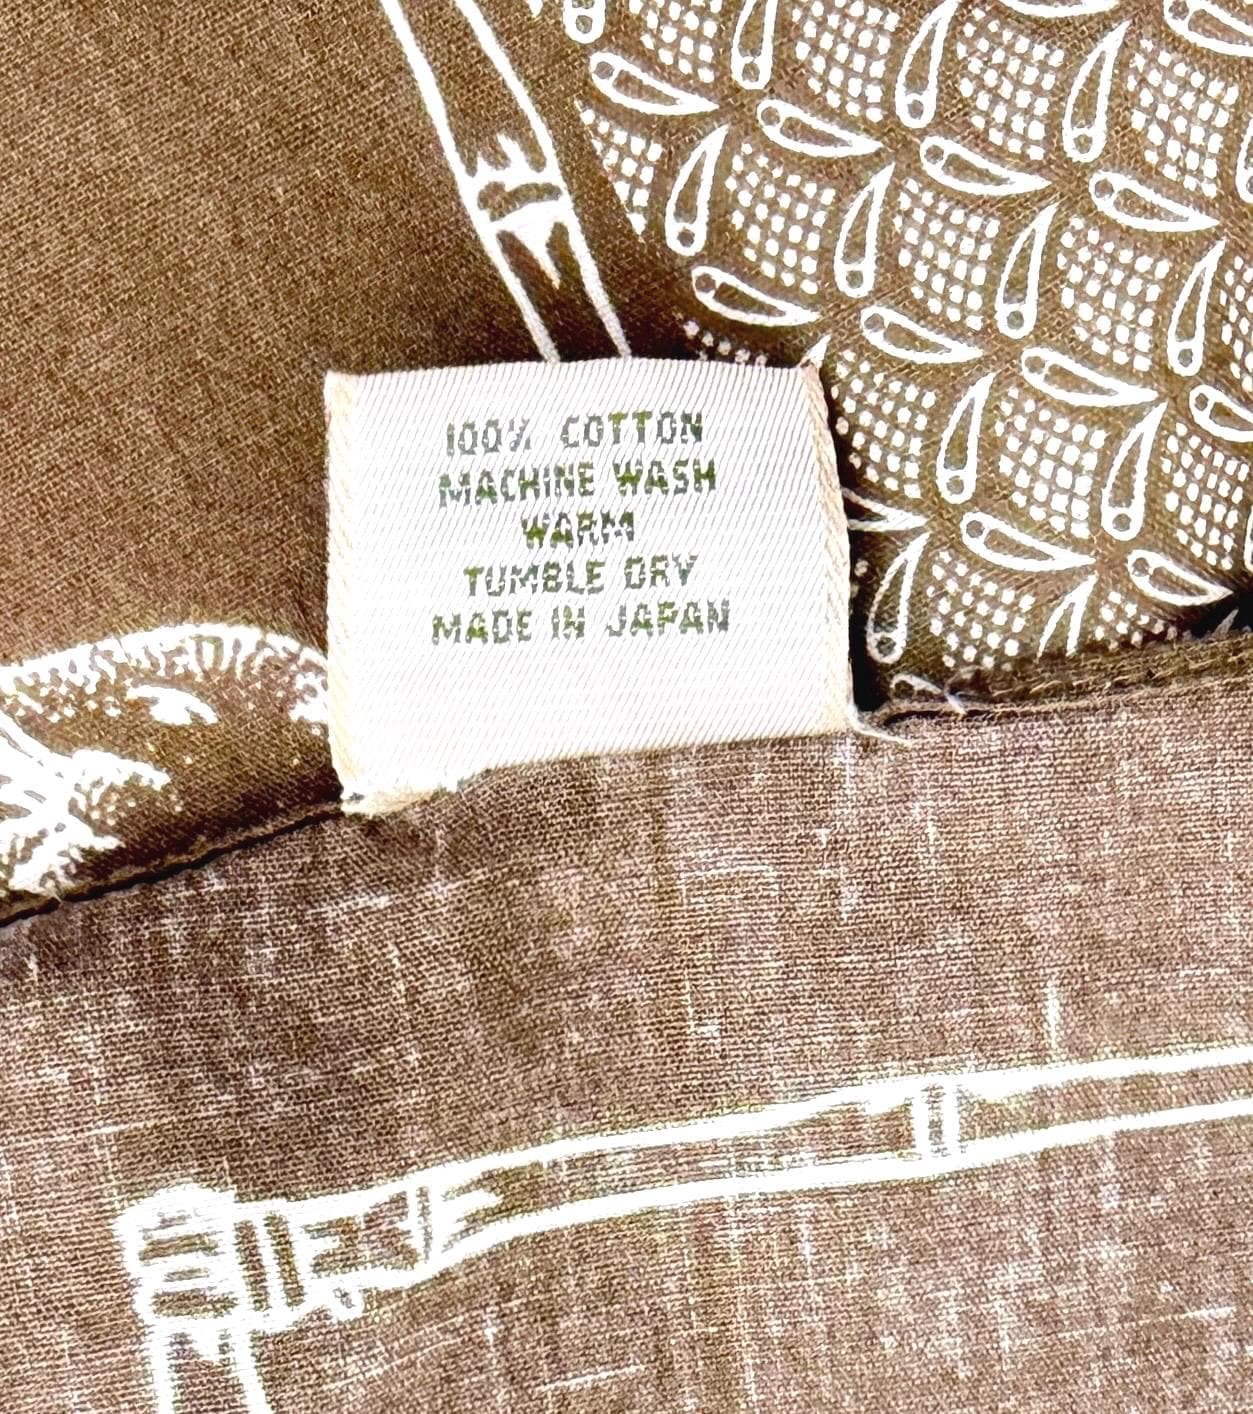 100% COTTON
MACHINE WASH
WARM
TUMBLE DRY
MADE IN JAPAN